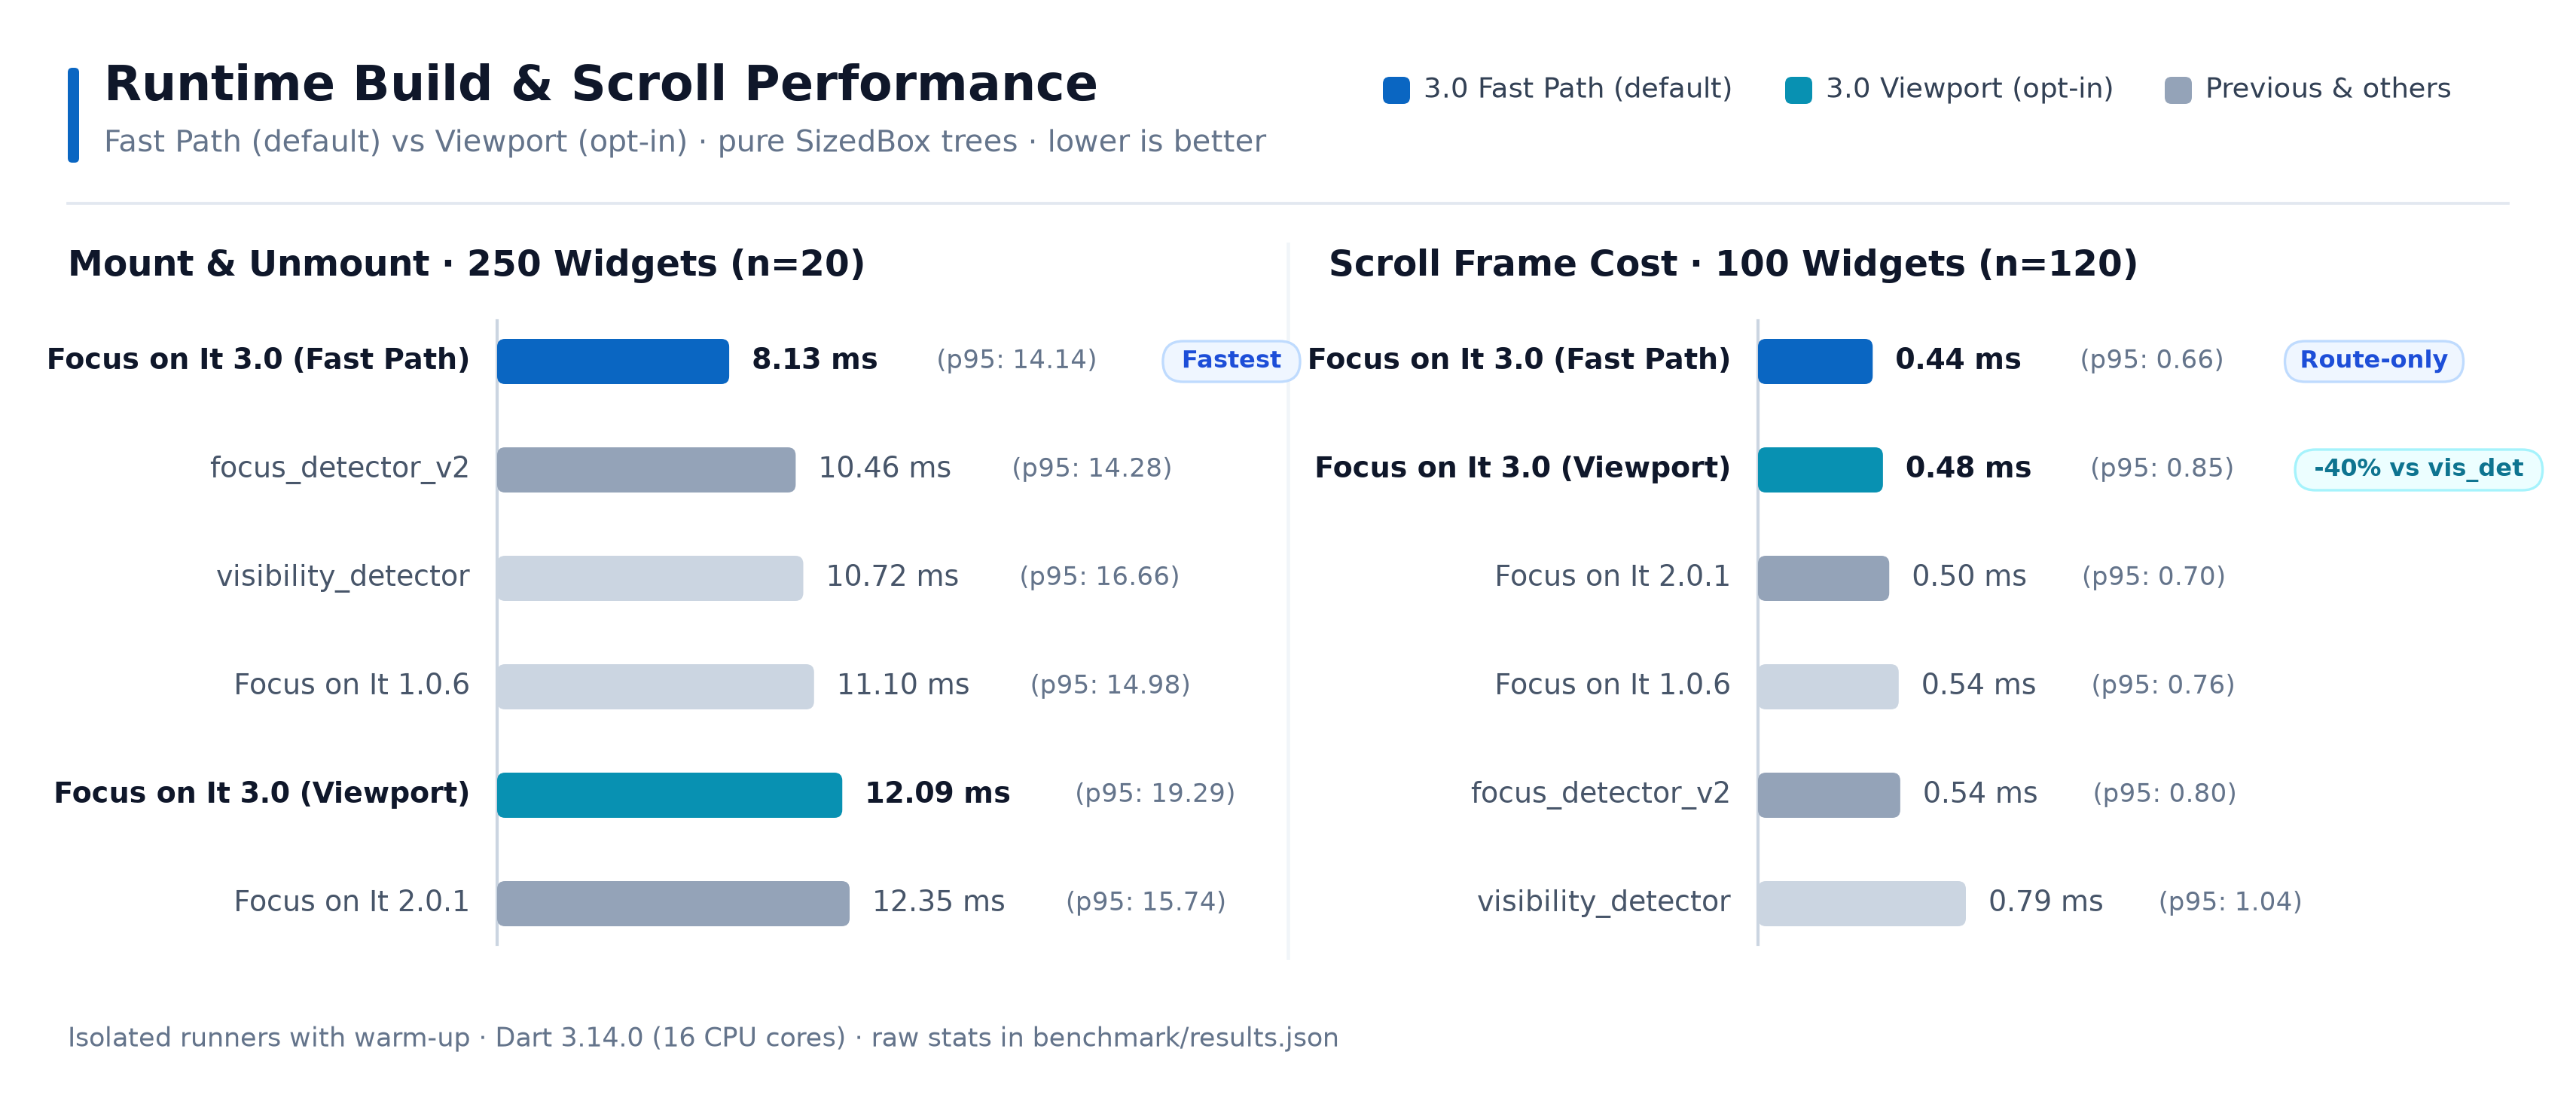 Runtime Build & Scroll Performance
Fast Path (default) vs Viewport (opt-in) · pure SizedBox trees · lower is better
3.0 Fast Path (default)
3.0 Viewport (opt-in)
Previous & others
Mount & Unmount · 250 Widgets (n=20)
Focus on It 3.0 (Fast Path) 8.13 ms (p95: 14.14) Fastest
focus_detector_v2 10.46 ms (p95: 14.28)
visibility_detector 10.72 ms (p95: 16.66)
Focus on It 1.0.6 11.10 ms (p95: 14.98)
Focus on It 3.0 (Viewport) 12.09 ms (p95: 19.29)
Focus on It 2.0.1 12.35 ms (p95: 15.74)
Scroll Frame Cost · 100 Widgets (n=120)
Focus on It 3.0 (Fast Path) 0.44 ms (p95: 0.66) Route-only
Focus on It 3.0 (Viewport) 0.48 ms (p95: 0.85) -40% vs vis_det
Focus on It 2.0.1 0.50 ms (p95: 0.70)
Focus on It 1.0.6 0.54 ms (p95: 0.76)
focus_detector_v2 0.54 ms (p95: 0.80)
visibility_detector 0.79 ms (p95: 1.04)
Isolated runners with warm-up · Dart 3.14.0 (16 CPU cores) · raw stats in benchmark/results.json